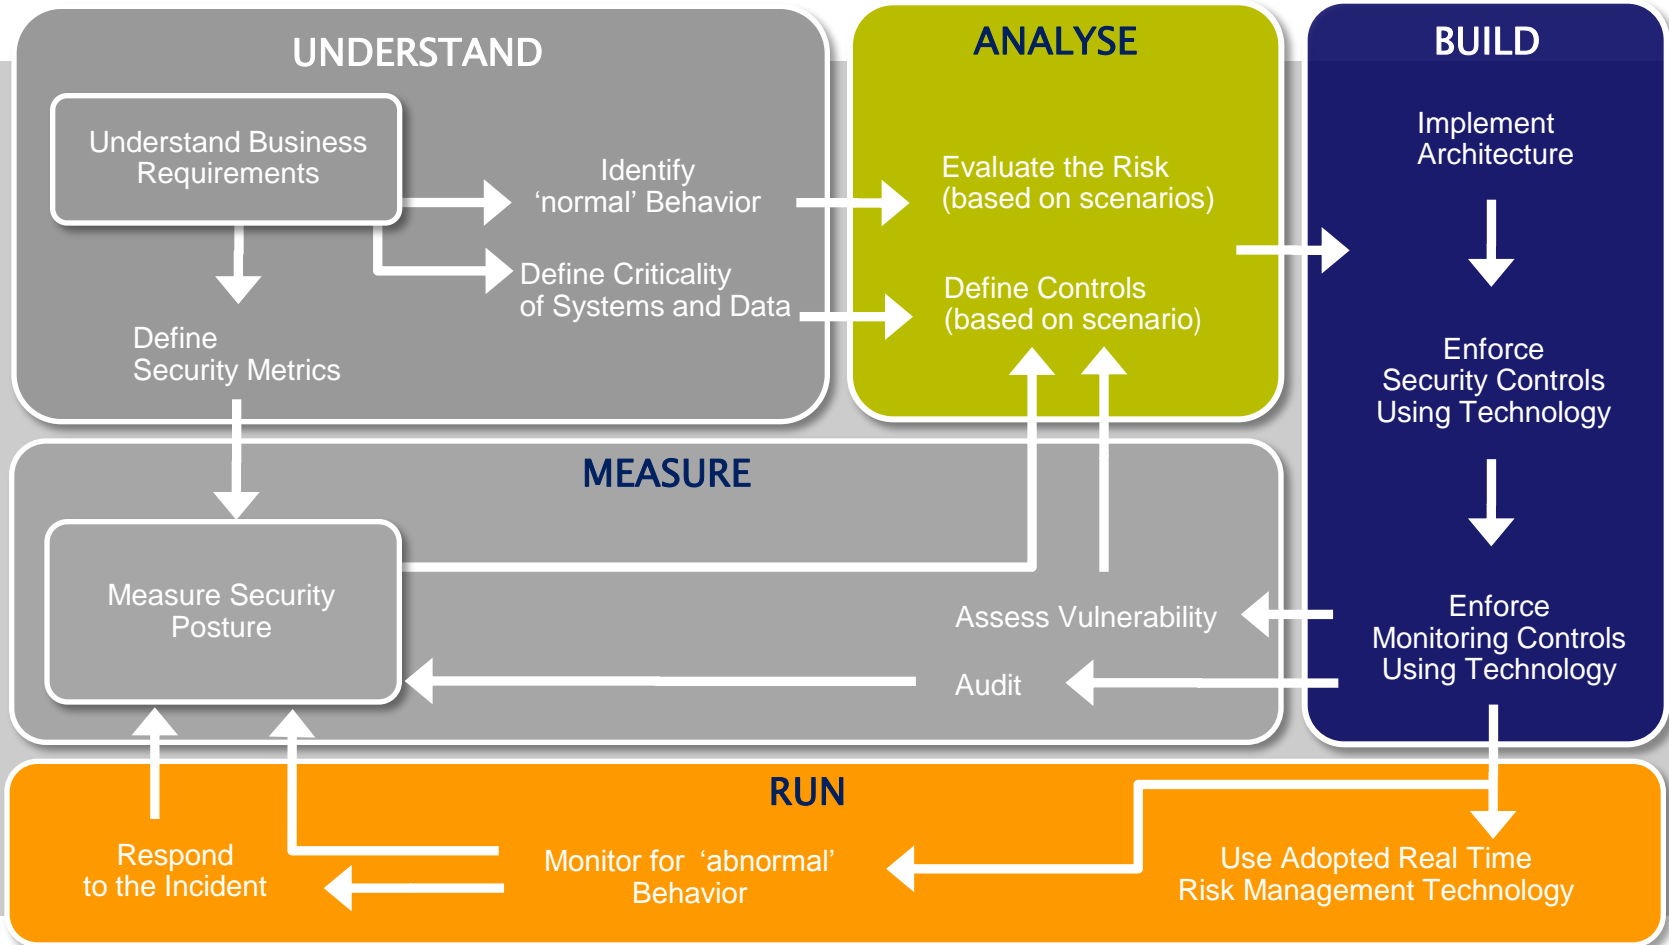 UNDERSTAND
Understand Business
Requirements
Identify
‘normal’ Behavior
Define Criticality
of Systems and Data
Define
Security Metrics
ANALYSE
Evaluate the Risk
(based on scenarios)
Define Controls
(based on scenario)
BUILD
Implement
Architecture
Enforce
Security Controls
Using Technology
Enforce
Monitoring Controls
Using Technology
MEASURE
Measure Security
Posture
Assess Vulnerability
Audit
RUN
Respond
to the Incident
Monitor for ‘abnormal’
Behavior
Use Adopted Real Time
Risk Management Technology